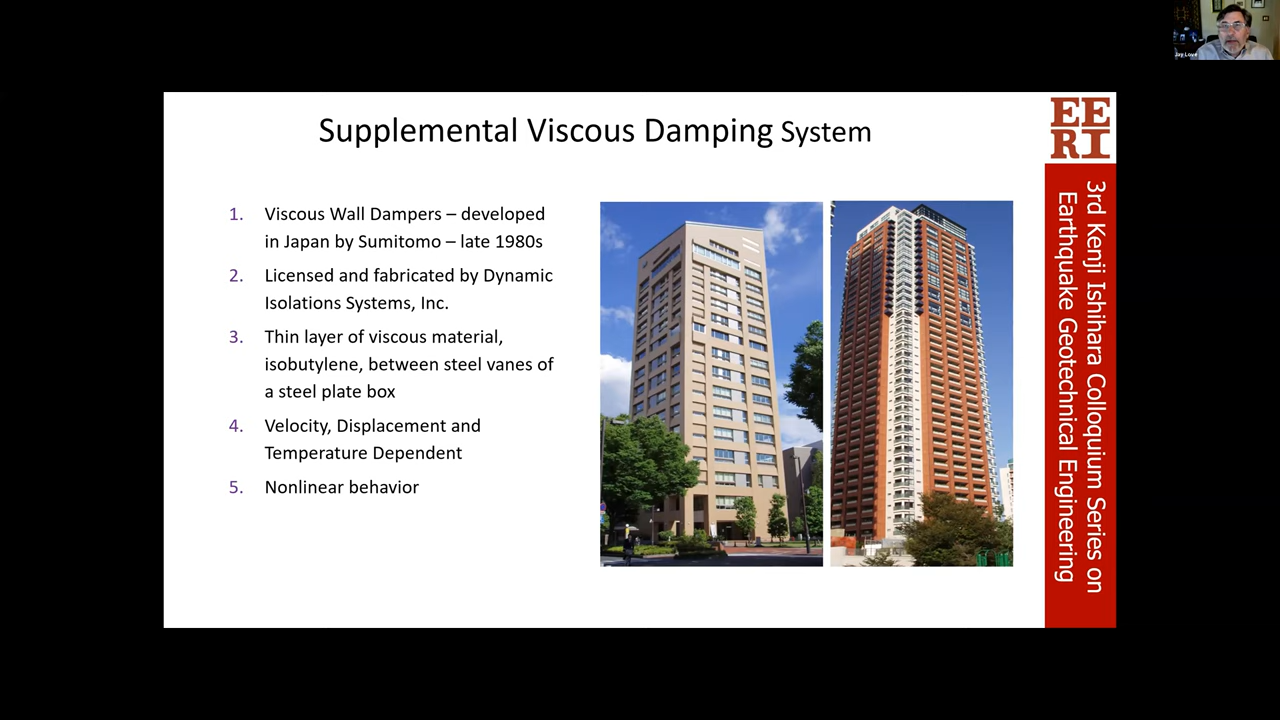 Jay Love
Supplemental Viscous Damping System
1. Viscous Wall Dampers – developed
in Japan by Sumitomo – late 1980s
2. Licensed and fabricated by Dynamic
Isolations Systems, Inc.
3. Thin layer of viscous material,
isobutylene, between steel vanes of
a steel plate box
4. Velocity, Displacement and
Temperature Dependent
5. Nonlinear behavior
EE
RI
3rd Kenji Ishihara Colloquium Series on
Earthquake Geotechnical Engineering